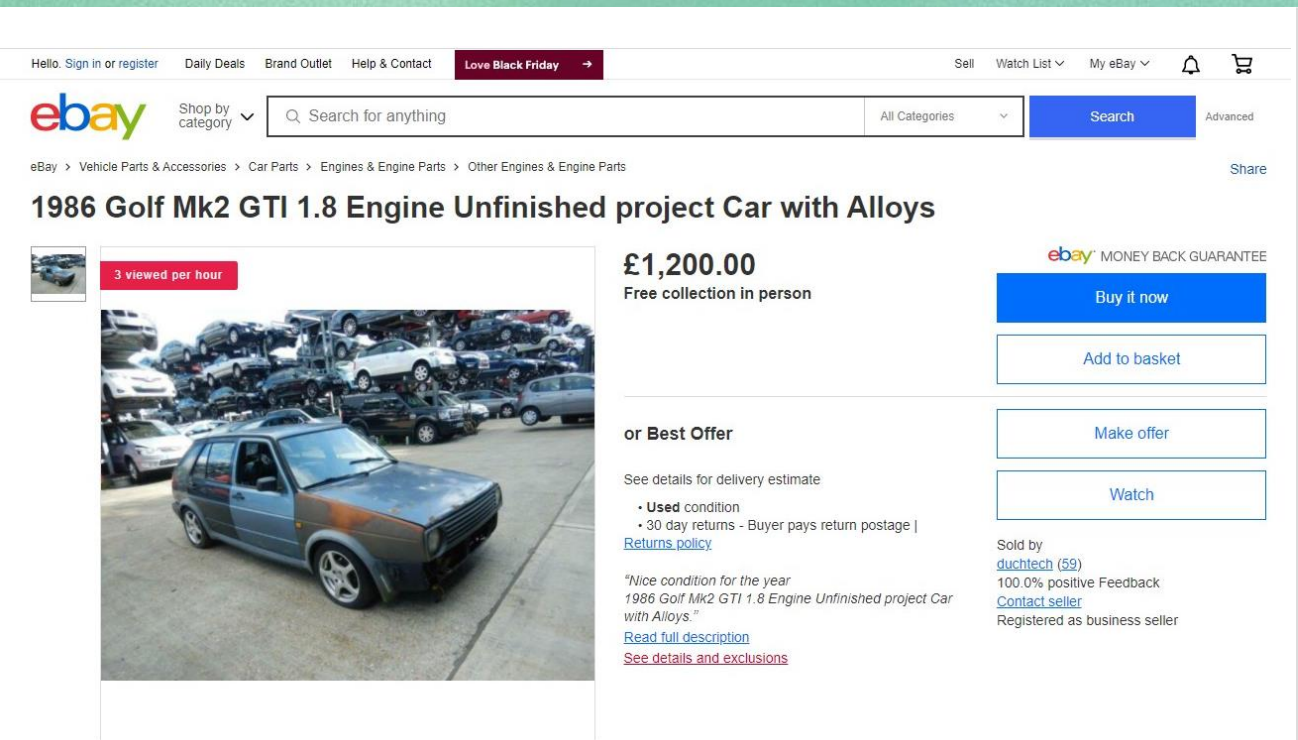 Hello. Sign in or register Daily Deals Brand Outlet Help & Contact Love Black Friday → Sell Watch List My eBay
ebay Shop by category Search for anything All Categories Search Advanced
eBay > Vehicle Parts & Accessories > Car Parts > Engines & Engine Parts > Other Engines & Engine Parts Share
1986 Golf Mk2 GTI 1.8 Engine Unfinished project Car with Alloys
3 viewed per hour
£1,200.00
Free collection in person
or Best Offer
See details for delivery estimate
• Used condition
• 30 day returns - Buyer pays return postage |
Returns policy
"Nice condition for the year
1986 Golf Mk2 GTI 1.8 Engine Unfinished project Car
with Alloys."
Read full description
See details and exclusions
ebay MONEY BACK GUARANTEE
Buy it now
Add to basket
Make offer
Watch
Sold by
duchtech (59)
100.0% positive Feedback
Contact seller
Registered as business seller